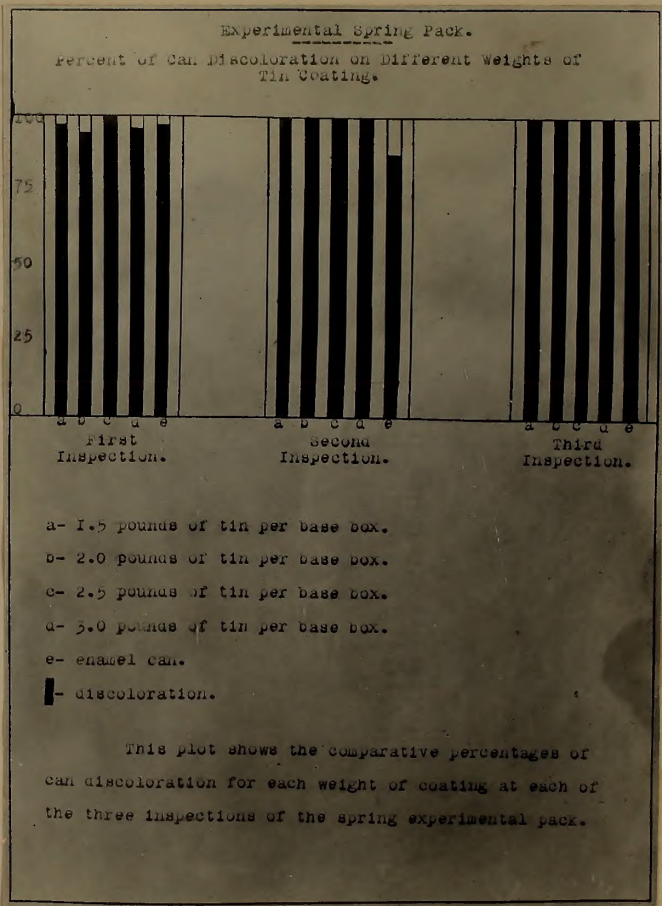 Experimental Spring Pack.
Percent of Can Discoloration on Different Weights of
Tin Coating.
100
75
50
25
0
a b c d e
First
Inspection.
a b c d e
Second
Inspection.
a b c d e
Third
Inspection.
a- I.5 pounds of tin per base box.
b- 2.0 pounds of tin per base box.
c- 2.5 pounds of tin per base box.
d- 3.0 pounds of tin per base box.
e- enamel can.
- discoloration.
This plot shows the comparative percentages of
can discoloration for each weight of coating at each of
the three inspections of the spring experimental pack.